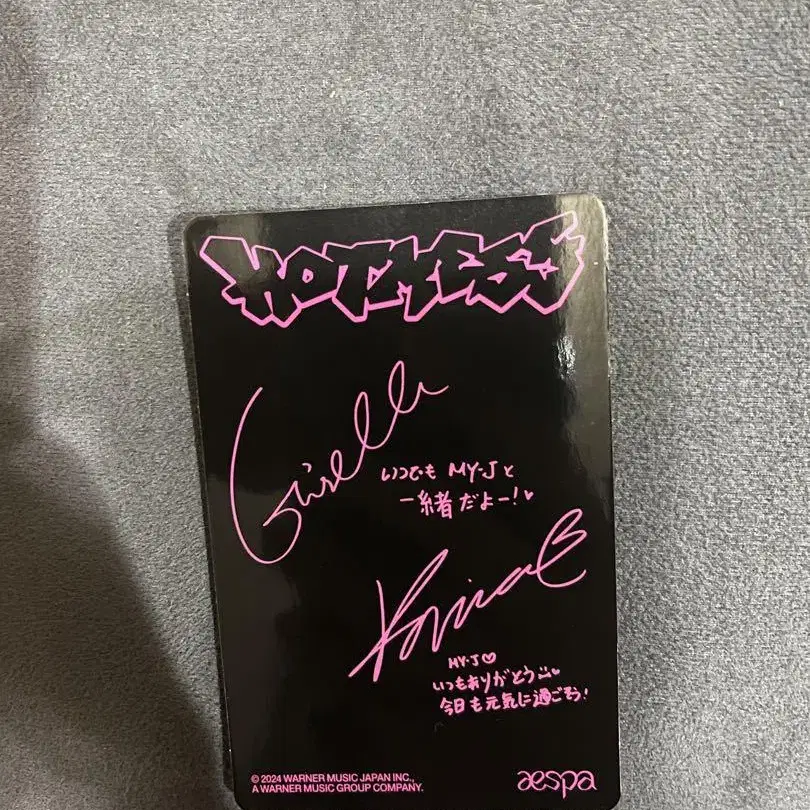 HOT MESS
Giselle
いつでも MY-J と
一緒だよー!♥
Karina
MY-J♡
いつもありがとう♥
今日も元気に過ごそう!
© 2024 WARNER MUSIC JAPAN INC.,
A WARNER MUSIC GROUP COMPANY.
aespa